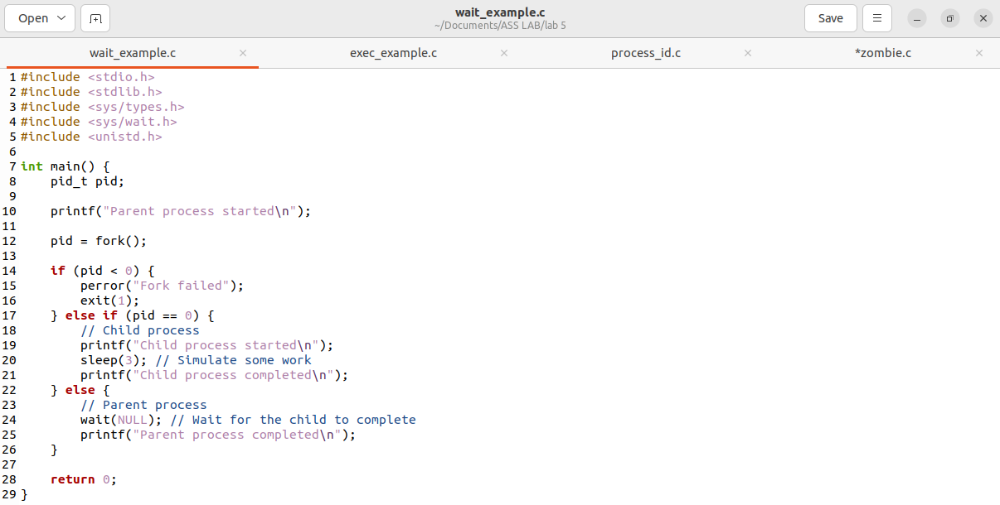 Open
wait_example.c
~/Documents/ASS LAB/lab 5
Save
wait_example.c
exec_example.c
process_id.c
*zombie.c
1 #include <stdio.h>
2 #include <stdlib.h>
3 #include <sys/types.h>
4 #include <sys/wait.h>
5 #include <unistd.h>
6
7 int main() {
8     pid_t pid;
9
10     printf("Parent process started\n");
11
12     pid = fork();
13
14     if (pid < 0) {
15         perror("Fork failed");
16         exit(1);
17     } else if (pid == 0) {
18         // Child process
19         printf("Child process started\n");
20         sleep(3); // Simulate some work
21         printf("Child process completed\n");
22     } else {
23         // Parent process
24         wait(NULL); // Wait for the child to complete
25         printf("Parent process completed\n");
26     }
27
28     return 0;
29 }